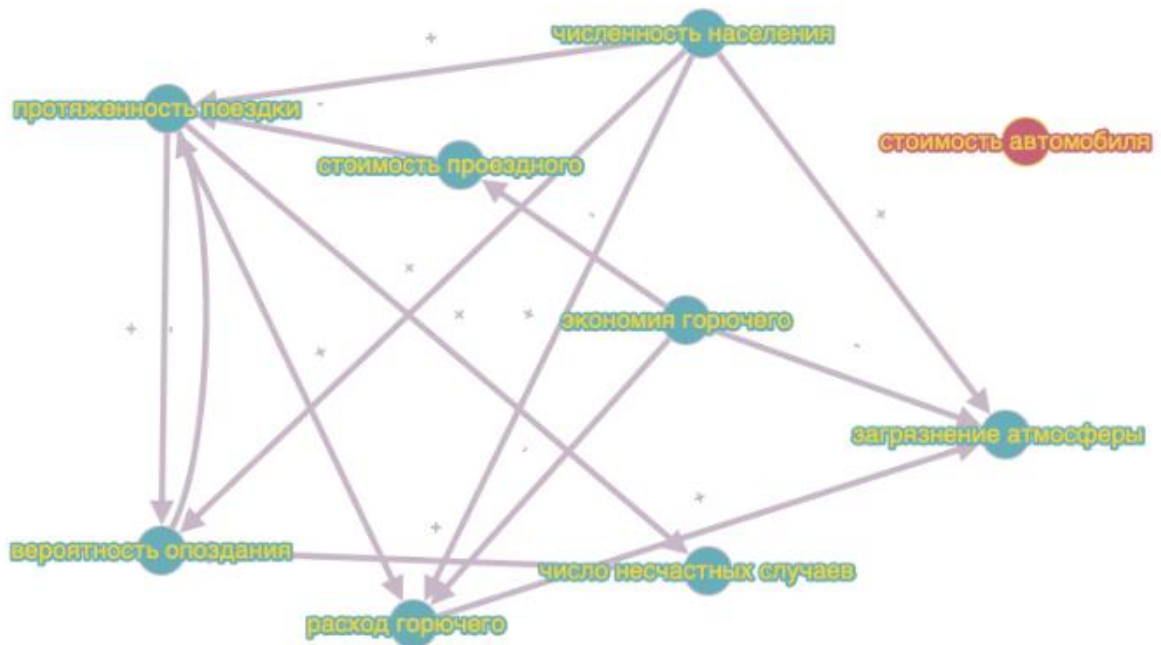 численность населения
+
протяженность поездки
-
стоимость автомобиля
стоимость проездного
-
+
+
+
+
экономия горючего
+
-
+
-
загрязнение атмосферы
-
+
+
вероятность опоздания
число несчастных случаев
расход горючего